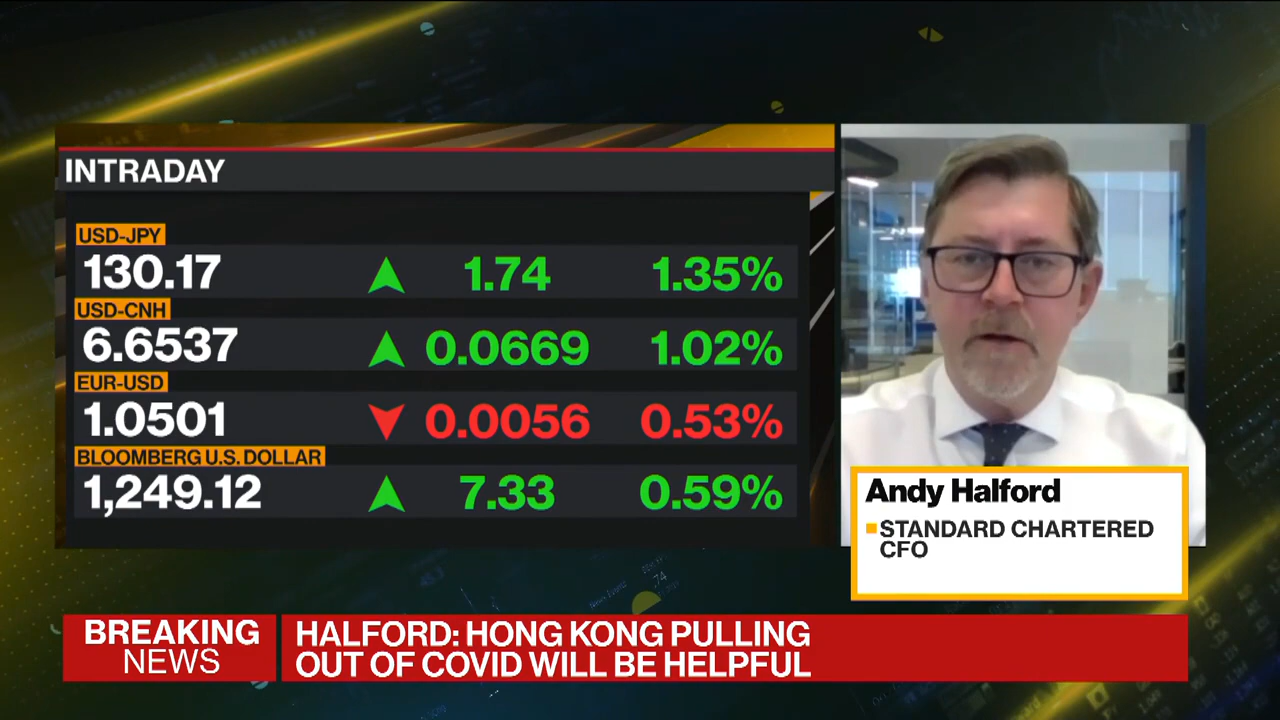 INTRADAY
USD-JPY
130.17 1.74 1.35%
USD-CNH
6.6537 0.0669 1.02%
EUR-USD
1.0501 0.0056 0.53%
BLOOMBERG U.S. DOLLAR
1,249.12 7.33 0.59%
Andy Halford
STANDARD CHARTERED
CFO
BREAKING
NEWS
HALFORD: HONG KONG PULLING
OUT OF COVID WILL BE HELPFUL